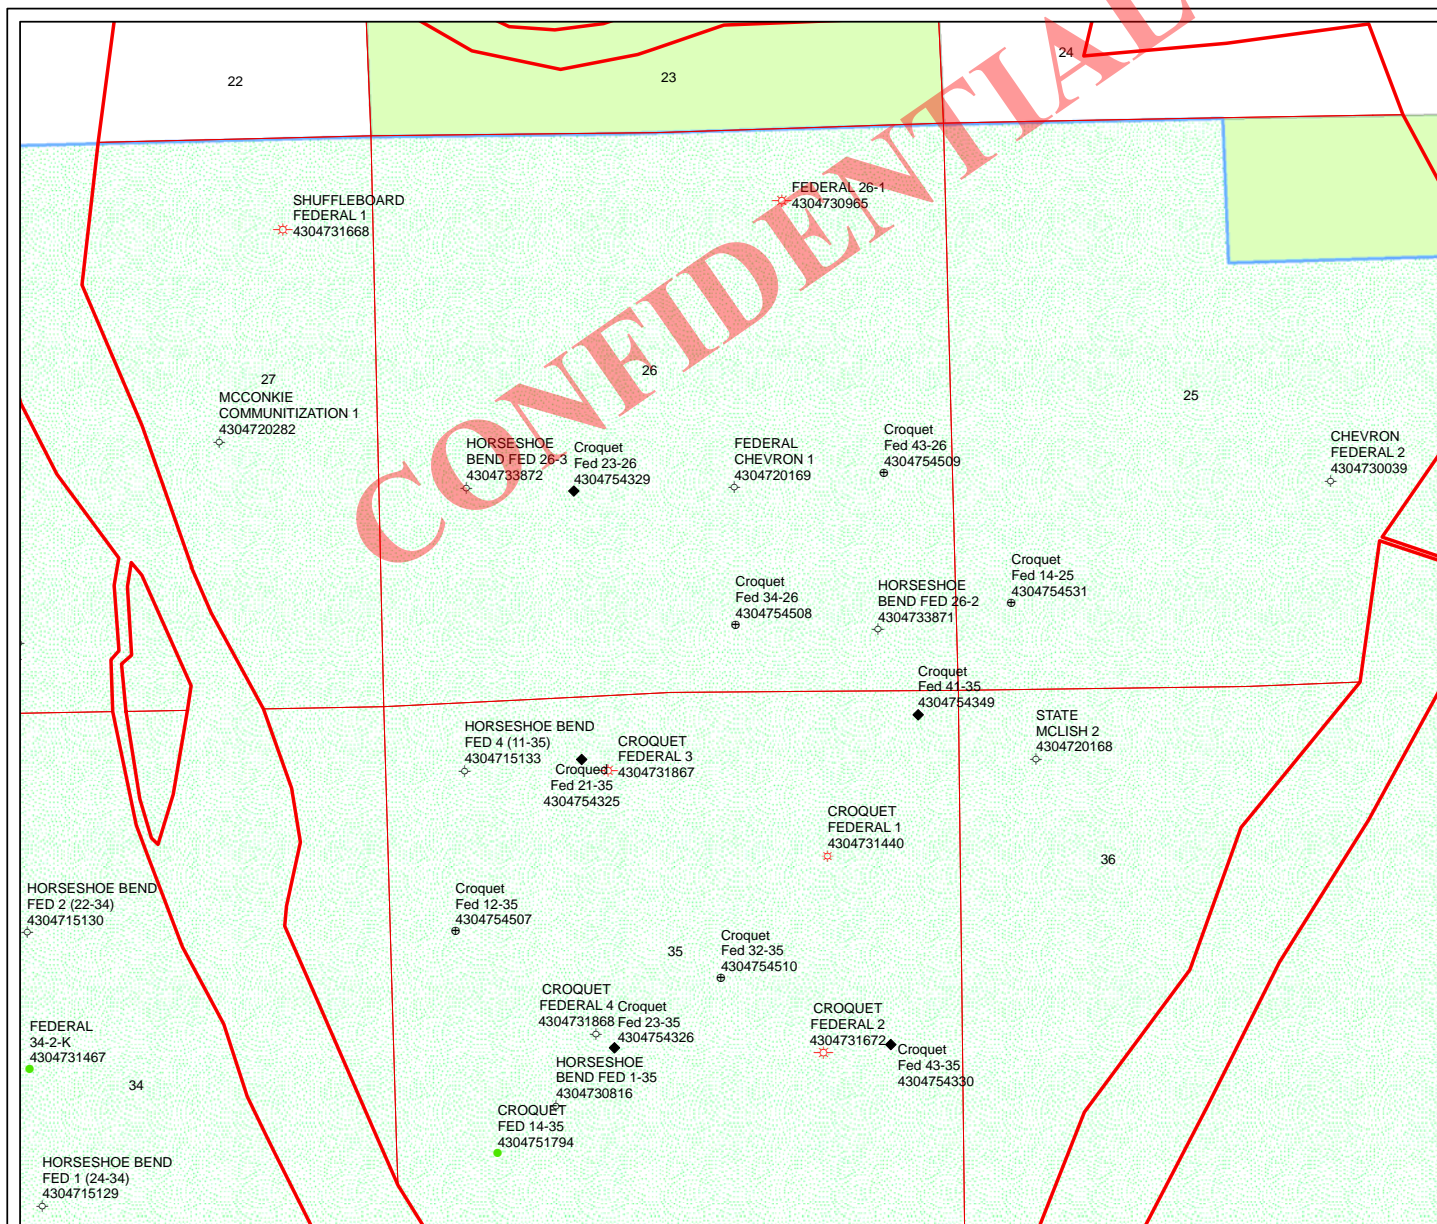 22
23
24
CONFIDENTIAL
SHUFFLEBOARD
FEDERAL 1
4304731668
FEDERAL 26-1
4304730965
27
MCCONKIE
COMMUNITIZATION 1
4304720282
26
25
HORSESHOE
BEND FED 26-3
4304733872
Croquet
Fed 23-26
4304754329
FEDERAL
CHEVRON 1
4304720169
Croquet
Fed 43-26
4304754509
CHEVRON
FEDERAL 2
4304730039
Croquet
Fed 34-26
4304754508
HORSESHOE
BEND FED 26-2
4304733871
Croquet
Fed 14-25
4304754531
Croquet
Fed 41-35
4304754349
HORSESHOE BEND
FED 4 (11-35)
4304715133
Croqued
Fed 21-35
4304754325
CROQUET
FEDERAL 3
4304731867
STATE
MCLISH 2
4304720168
CROQUET
FEDERAL 1
4304731440
36
HORSESHOE BEND
FED 2 (22-34)
4304715130
Croquet
Fed 12-35
4304754507
35
Croquet
Fed 32-35
4304754510
CROQUET
FEDERAL 4
4304731868
Croquet
Fed 23-35
4304754326
CROQUET
FEDERAL 2
4304731672
Croquet
Fed 43-35
4304754330
FEDERAL
34-2-K
4304731467
34
HORSESHOE
BEND FED 1-35
4304730816
CROQUET
FED 14-35
4304751794
HORSESHOE BEND
FED 1 (24-34)
4304715129